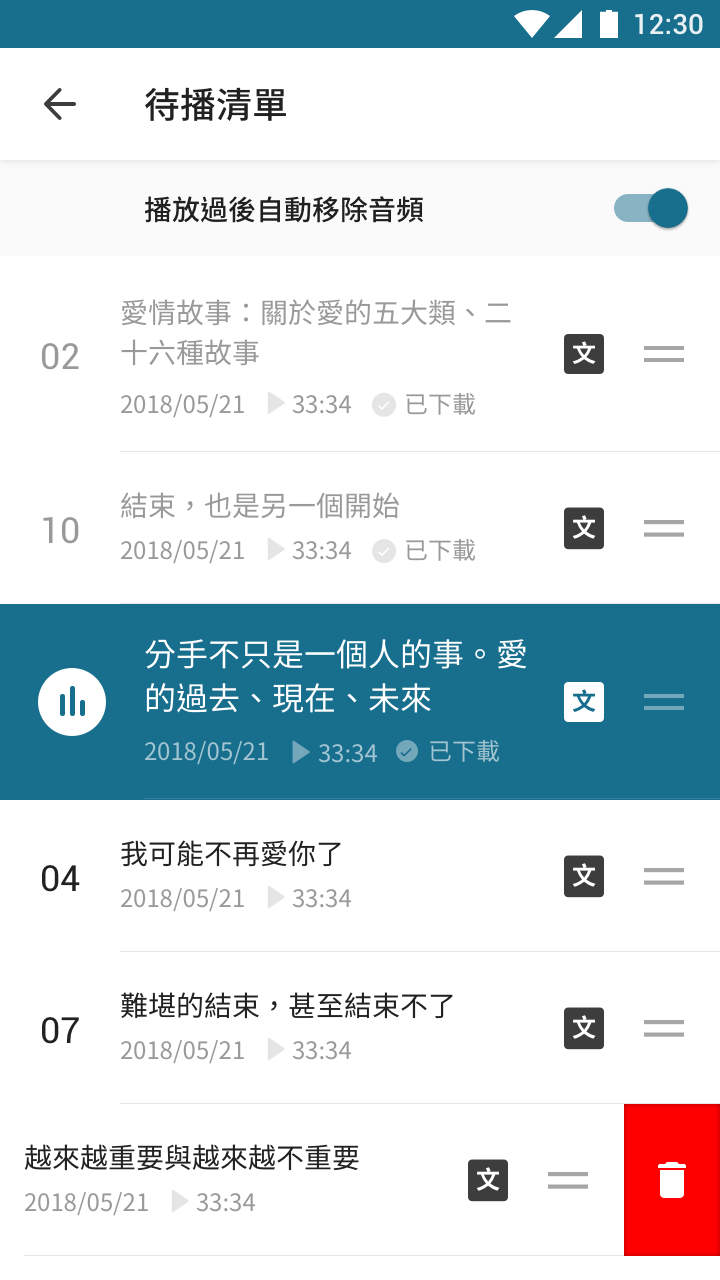 12:30
待播清單
播放過後自動移除音頻
愛情故事：關於愛的五大類、二
十六種故事
02
文
2018/05/21 33:34 已下載
結束，也是另一個開始
10
文
2018/05/21 33:34 已下載
分手不只是一個人的事。愛
的過去、現在、未來
文
2018/05/21 33:34 已下載
我可能不再愛你了
04
文
2018/05/21 33:34
難堪的結束，甚至結束不了
07
文
2018/05/21 33:34
越來越重要與越來越不重要
文
2018/05/21 33:34